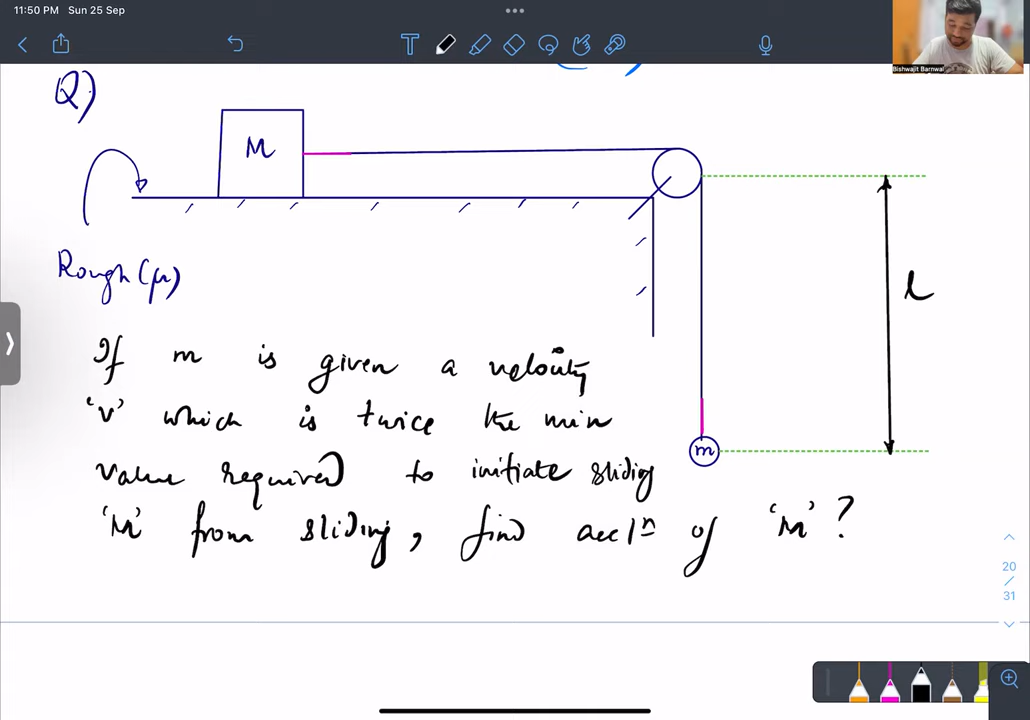 11:50 PM Sun 25 Sep
T
Bishwajit Barnwal
Q)
M
l
Rough (μ)
If m is given a velocity
'v' which is twice the min
value required to initiate sliding
m
'M' from sliding, find accln of 'm'?
20
/
31